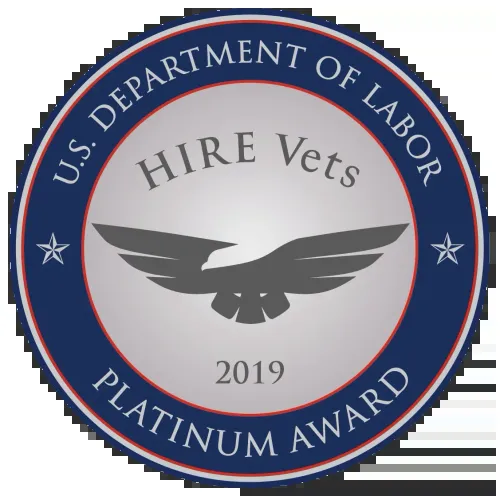 U.S. DEPARTMENT OF LABOR
HIRE Vets
2019
PLATINUM AWARD